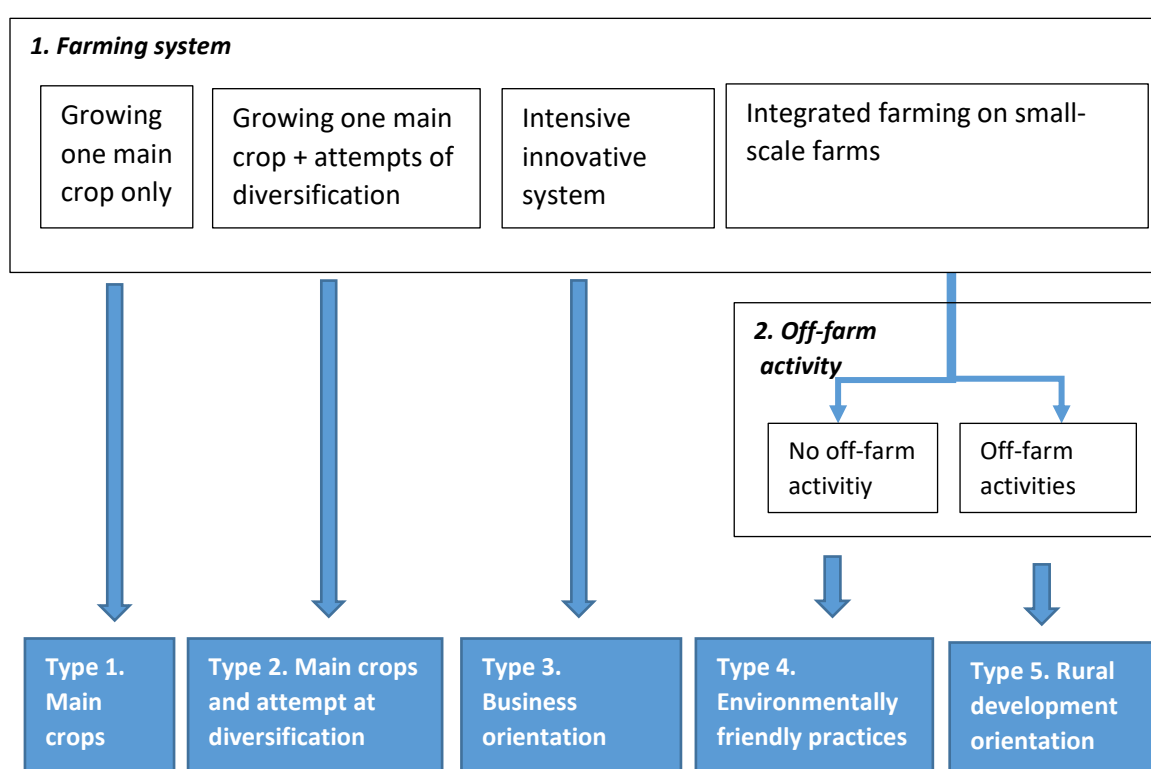 1. Farming system
Growing
one main
crop only
Growing one main
crop + attempts of
diversification
Intensive
innovative
system
Integrated farming on small-
scale farms
2. Off-farm
activity
No off-farm
activitiy
Off-farm
activities
Type 1.
Main
crops
Type 2. Main crops
and attempt at
diversification
Type 3.
Business
orientation
Type 4.
Environmentally
friendly practices
Type 5. Rural
development
orientation